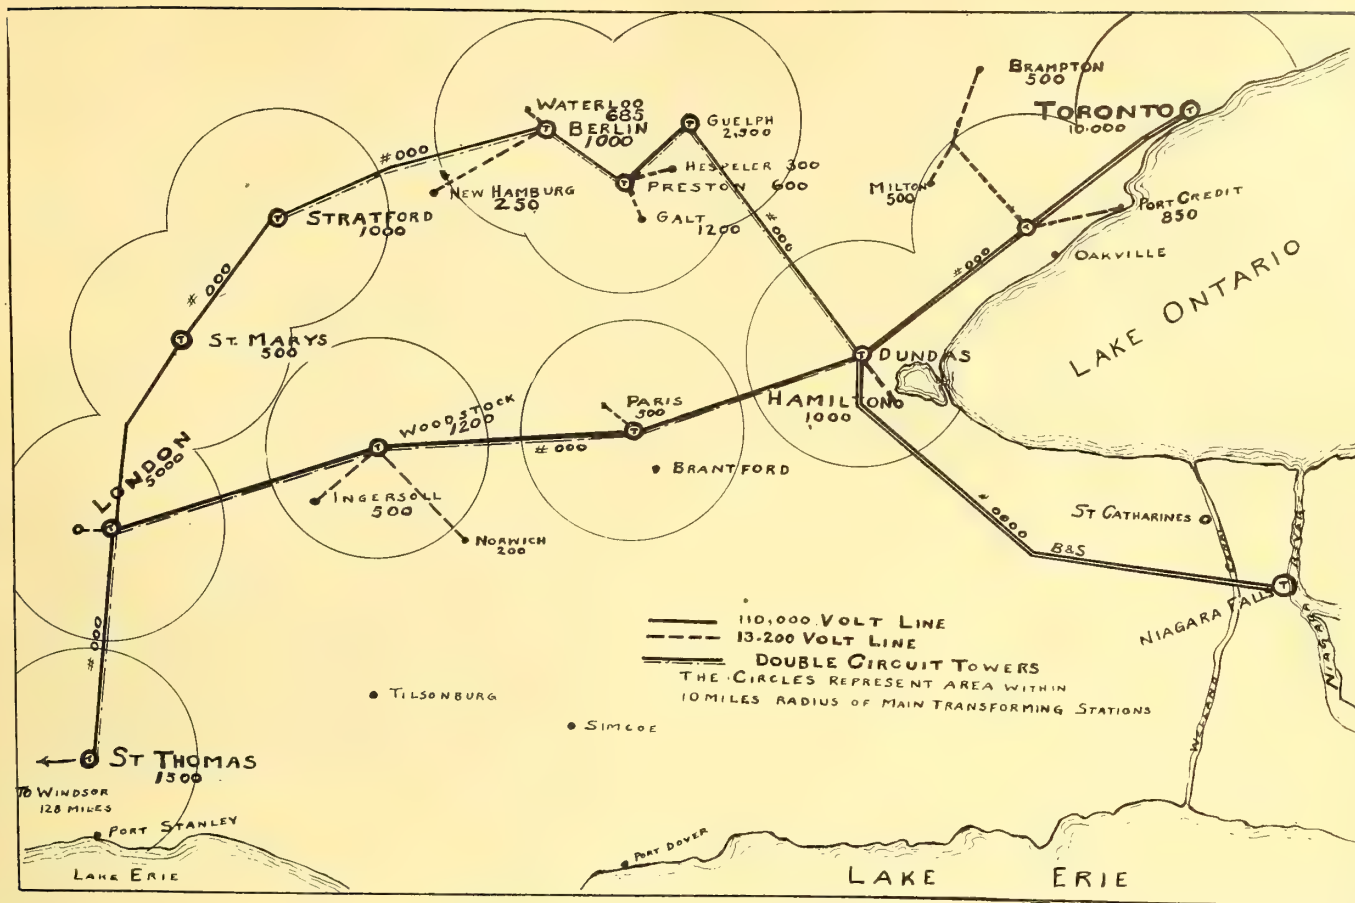 BRAMPTON
500
TORONTO
10.000
WATERLOO
685
BERLIN
1000
GUELPH
2,500
#000
HESPELER 300
PRESTON 600
NEW HAMBURG
250
GALT
1200
MILTON
500
PORT CREDIT
850
STRATFORD
1000
#000
#000
OAKVILLE
LAKE ONTARIO
# 000
ST. MARYS
500
DUNDAS
HAMILTON
1000
PARIS
500
WOODSTOCK
1200
# 000
LONDON
5000
BRANTFORD
INGERSOLL
500
NORWICH
200
# 0000
B&S
ST CATHARINES
NIAGARA FALLS
NIAGARA RIVER
WELLAND CANAL
# 000
110,000 VOLT LINE
13.200 VOLT LINE
DOUBLE CIRCUIT TOWERS
THE CIRCLES REPRESENT AREA WITHIN
10 MILES RADIUS OF MAIN TRANSFORMING STATIONS
TILSONBURG
SIMCOE
ST THOMAS
1500
TO WINDSOR
128 MILES
PORT STANLEY
LAKE ERIE
PORT DOVER
LAKE ERIE